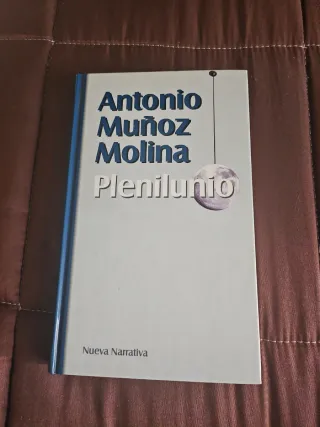 Antonio
Muñoz
Molina
Plenilunio
Nueva Narrativa